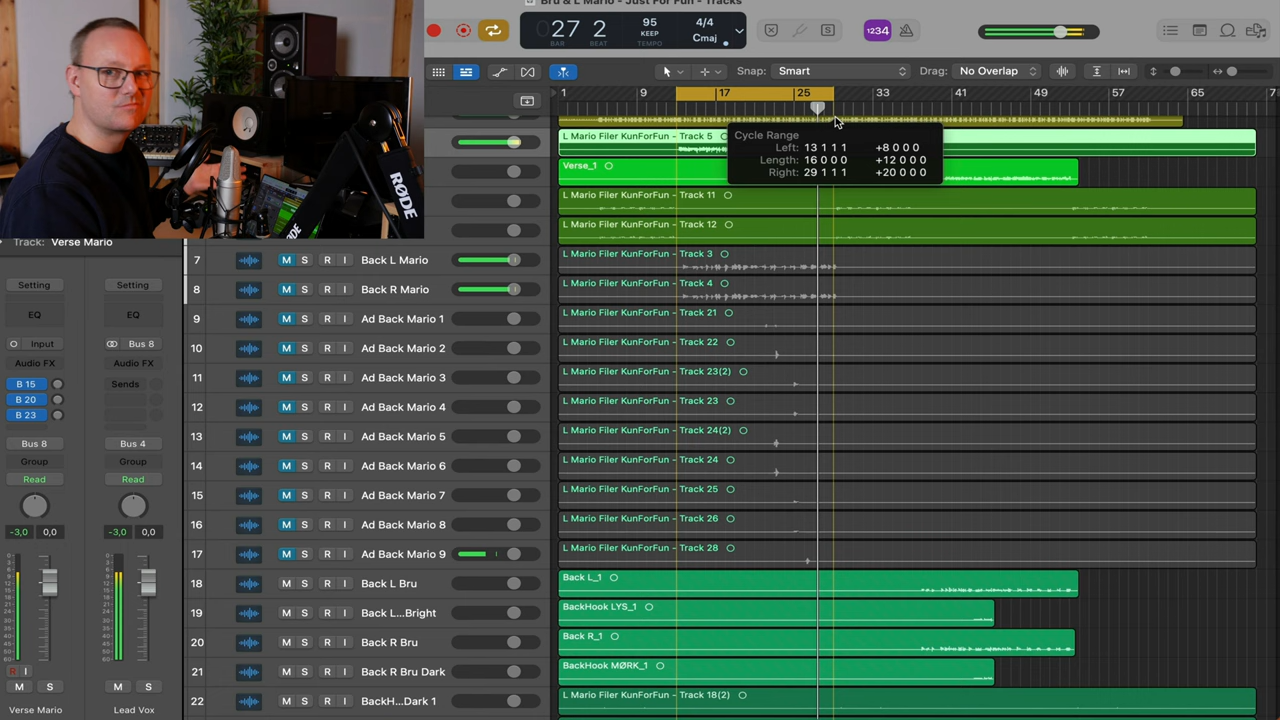 Bru & L Mario - Just For Fun - Tracks
27 2
BAR BEAT
95
KEEP
TEMPO
4/4
Cmaj
1234
Snap: Smart
Drag: No Overlap
1 9 17 25 33 41 49 57 65
Cycle Range
Left: 13 1 1 1 +8 0 0 0
Length: 16 0 0 0 +12 0 0 0
Right: 29 1 1 1 +20 0 0 0
L Mario Filer KunForFun - Track 5
Verse_1
L Mario Filer KunForFun - Track 11
L Mario Filer KunForFun - Track 12
RØDE
Track: Verse Mario
7 M S R I Back L Mario
L Mario Filer KunForFun - Track 3
8 M S R I Back R Mario
L Mario Filer KunForFun - Track 4
9 M S R I Ad Back Mario 1
L Mario Filer KunForFun - Track 21
10 M S R I Ad Back Mario 2
L Mario Filer KunForFun - Track 22
11 M S R I Ad Back Mario 3
L Mario Filer KunForFun - Track 23(2)
12 M S R I Ad Back Mario 4
L Mario Filer KunForFun - Track 23
13 M S R I Ad Back Mario 5
L Mario Filer KunForFun - Track 24(2)
14 M S R I Ad Back Mario 6
L Mario Filer KunForFun - Track 24
15 M S R I Ad Back Mario 7
L Mario Filer KunForFun - Track 25
16 M S R I Ad Back Mario 8
L Mario Filer KunForFun - Track 26
17 M S R I Ad Back Mario 9
L Mario Filer KunForFun - Track 28
18 M S R I Back L Bru
Back L_1
19 M S R I Back L...Bright
BackHook LYS_1
20 M S R I Back R Bru
Back R_1
21 M S R I Back R Bru Dark
BackHook MØRK_1
22 M S R I BackH...Dark 1
L Mario Filer KunForFun - Track 18(2)
Setting Setting
EQ EQ
Input Bus 8
Audio FX Audio FX
B 15 Sends
B 20
B 23
Bus 8 Bus 4
Group Group
Read Read
-3,0 0,0 -3,0 0,0
R I
M S M S
Verse Mario Lead Vox